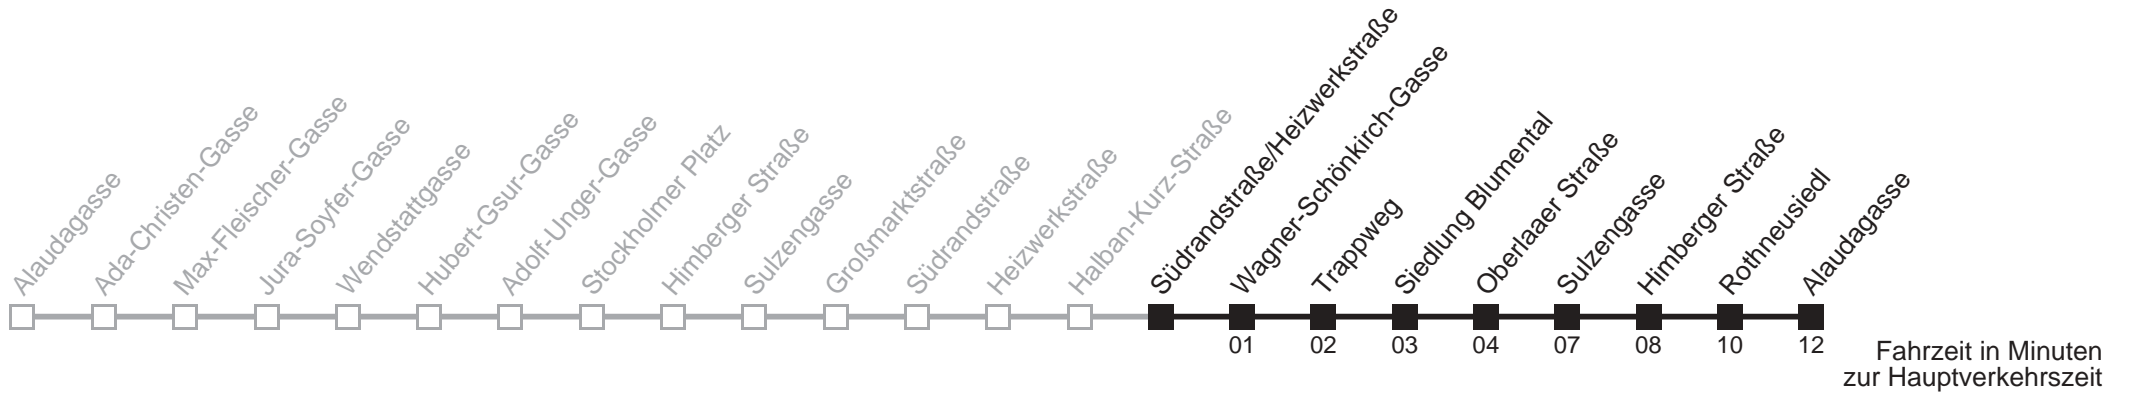 Alaudagasse
Ada-Christen-Gasse
Max-Fleischer-Gasse
Jura-Soyfer-Gasse
Wendstattgasse
Hubert-Gsur-Gasse
Adolf-Unger-Gasse
Stockholmer Platz
Himberger Straße
Sulzengasse
Großmarktstraße
Südrandstraße
Heizwerkstraße
Halban-Kurz-Straße
Südrandstraße/Heizwerkstraße
Wagner-Schönkirch-Gasse
Trappweg
Siedlung Blumental
Oberlaaer Straße
Sulzengasse
Himberger Straße
Rothneusiedl
Alaudagasse
01 02 03 04 07 08 10 12
Fahrzeit in Minuten
zur Hauptverkehrszeit